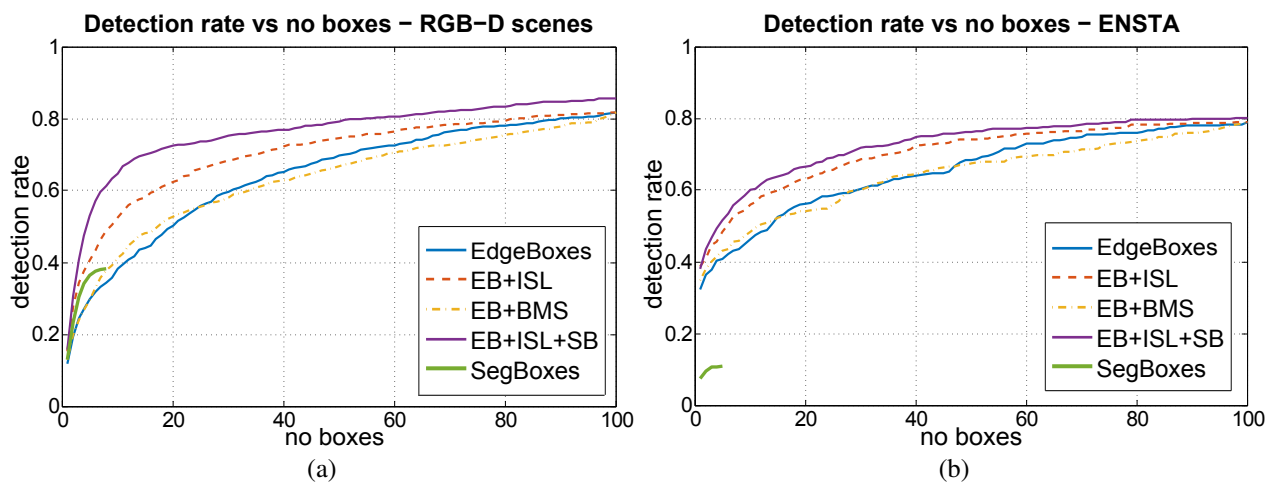 Detection rate vs no boxes − RGB−D scenes
1
0.8
0.6
0.4
0.2
0
detection rate
0 20 40 60 80 100
no boxes
EdgeBoxes
EB+ISL
EB+BMS
EB+ISL+SB
SegBoxes
(a)
Detection rate vs no boxes − ENSTA
1
0.8
0.6
0.4
0.2
0
detection rate
0 20 40 60 80 100
no boxes
EdgeBoxes
EB+ISL
EB+BMS
EB+ISL+SB
SegBoxes
(b)